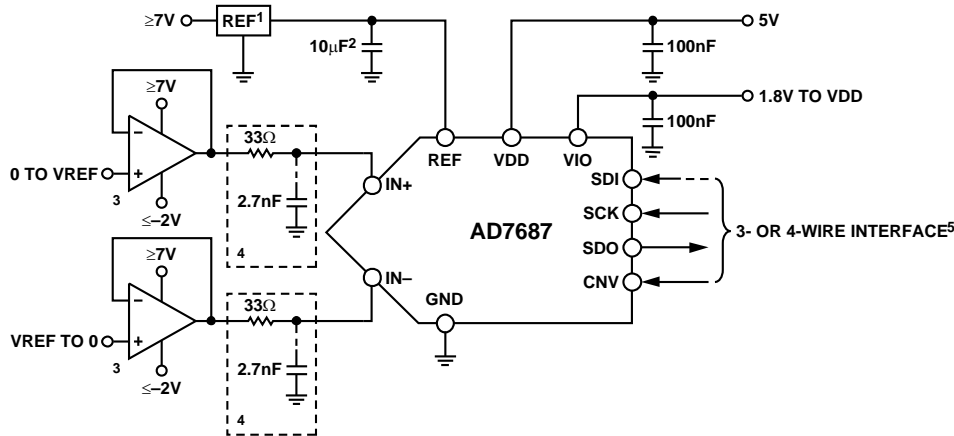 ≥7V
REF1
10μF2
5V
100nF
1.8V TO VDD
100nF
≥7V
33Ω
REF
VDD
VIO
0 TO VREF
–
+
3
≤–2V
2.7nF
4
IN+
SDI
SCK
SDO
CNV
AD7687
3- OR 4-WIRE INTERFACE5
≥7V
33Ω
IN–
GND
VREF TO 0
–
+
3
≤–2V
2.7nF
4